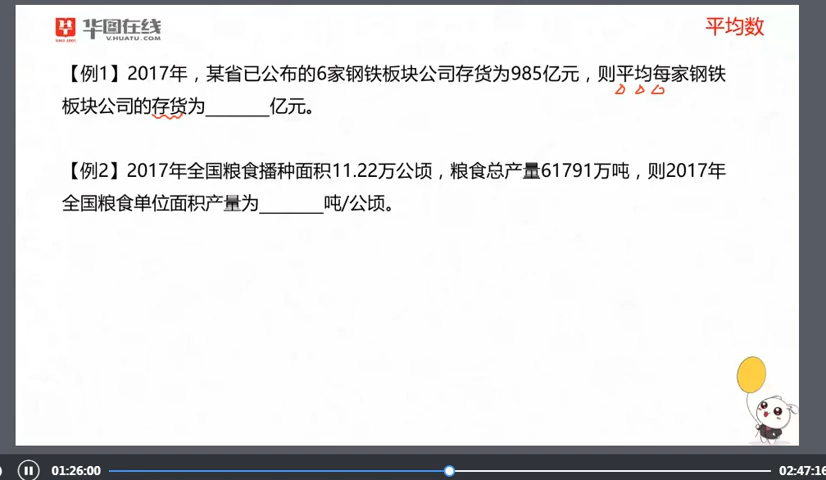 华图在线
V.HUATU.COM
平均数
【例1】2017年，某省已公布的6家钢铁板块公司存货为985亿元，则平均每家钢铁
板块公司的存货为_______亿元。
【例2】2017年全国粮食播种面积11.22万公顷，粮食总产量61791万吨，则2017年
全国粮食单位面积产量为_______吨/公顷。
01:26:00
02:47:16